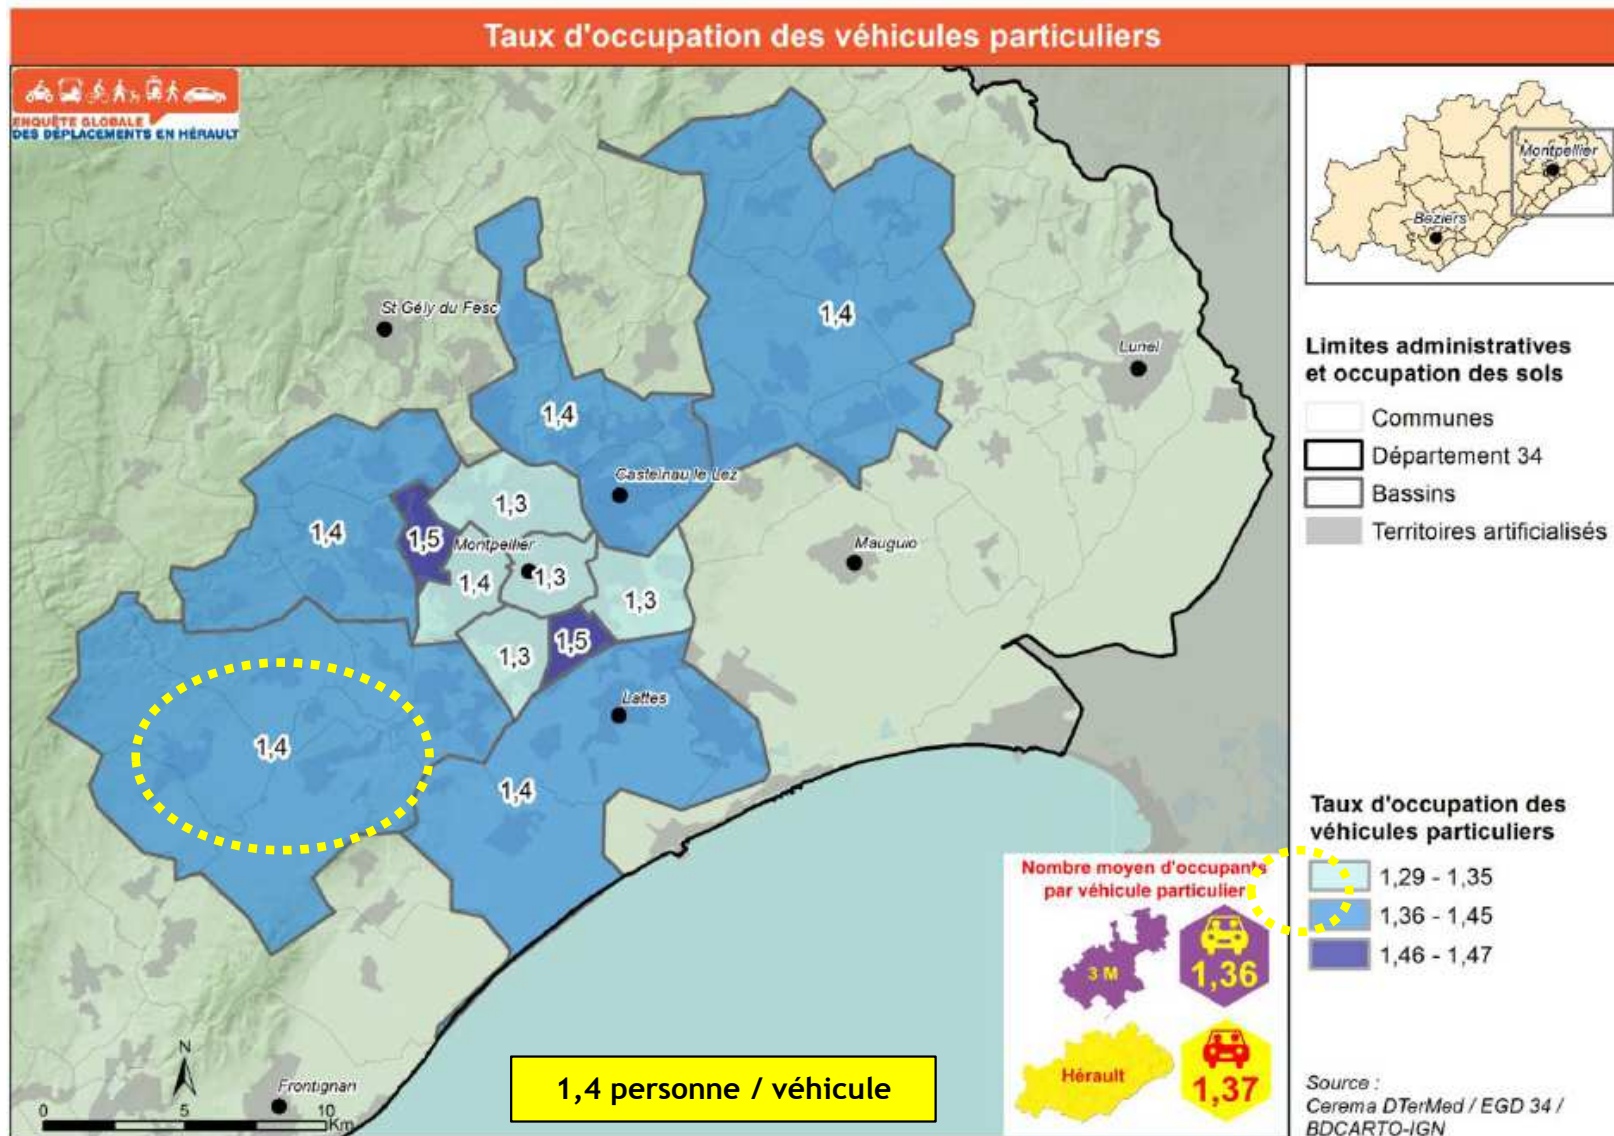 Taux d'occupation des véhicules particuliers
ENQUÊTE GLOBALE
DES DÉPLACEMENTS EN HÉRAULT
Montpellier
Béziers
St Gély du Fesc
1,4
Lunel
1,4
Castelnau le Lez
1,3
1,4
1,5
Montpellier
Mauguio
1,4
1,3
1,3
1,5
1,3
Lattes
1,4
1,4
Limites administratives
et occupation des sols
Communes
Département 34
Bassins
Territoires artificialisés
Taux d'occupation des
véhicules particuliers
1,29 - 1,35
1,36 - 1,45
1,46 - 1,47
Nombre moyen d'occupants
par véhicule particulier
3 M
1,36
Hérault
1,37
N
Frontignan
0 5 10
Km
1,4 personne / véhicule
Source :
Cerema DTerMed / EGD 34 /
BDCARTO-IGN